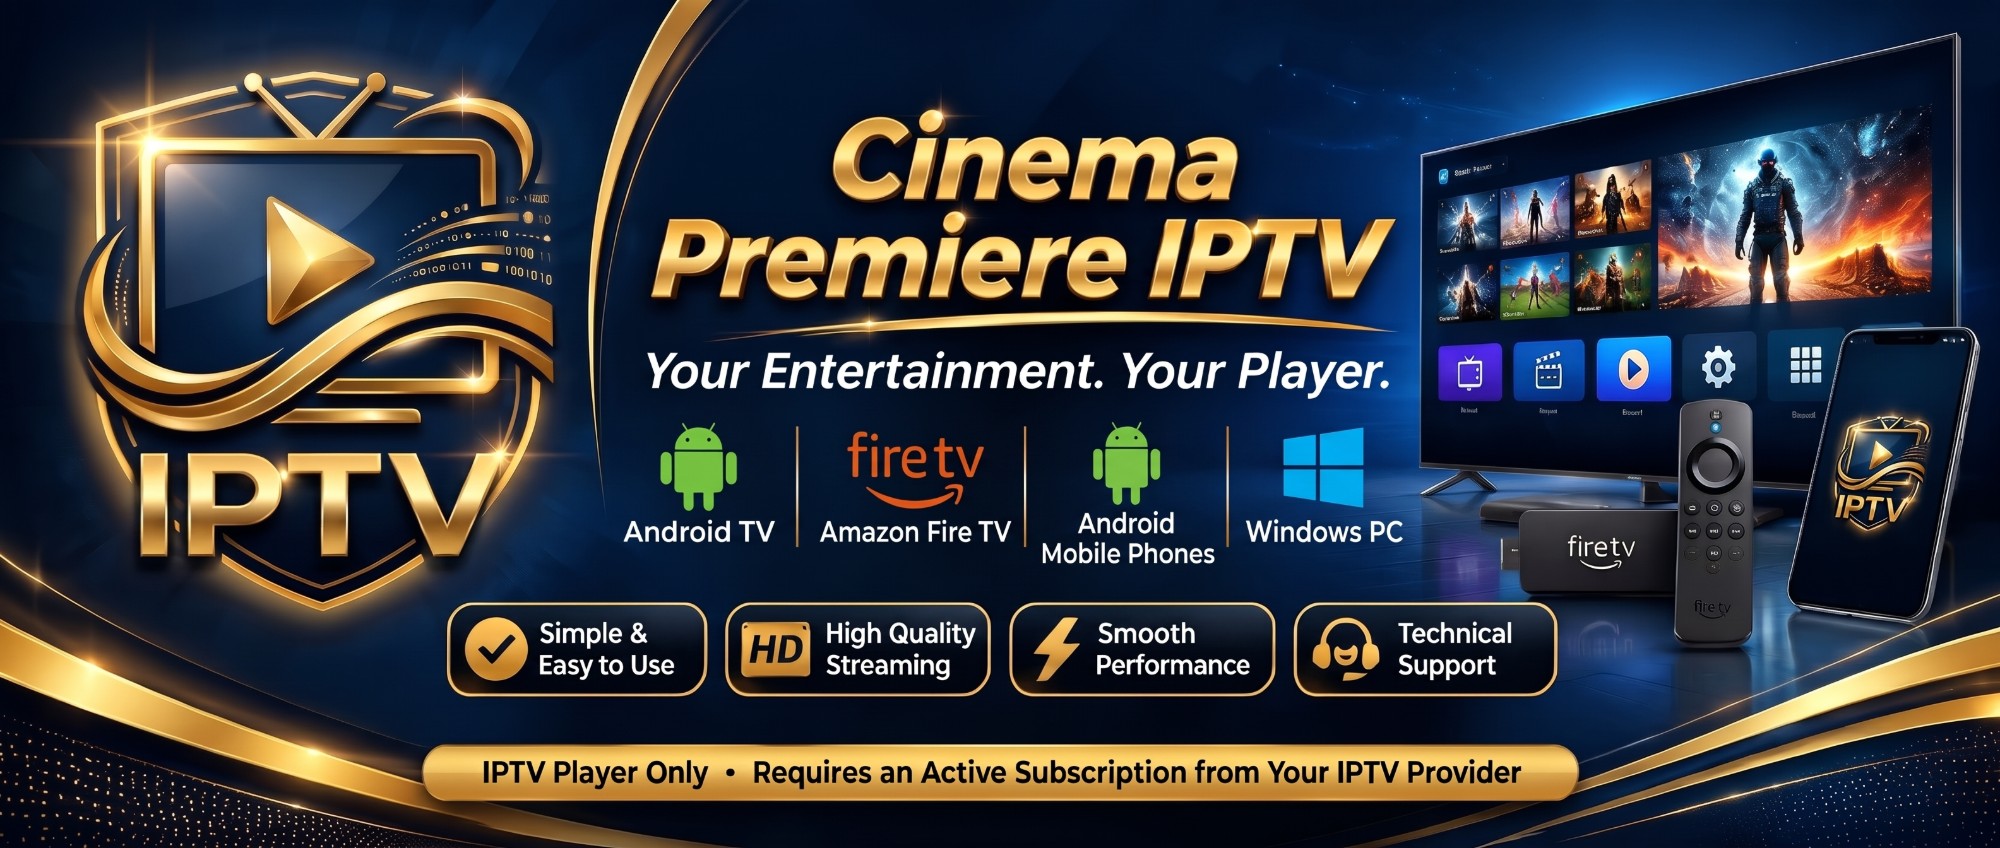 IPTV
Cinema
Premiere IPTV
Your Entertainment. Your Player.
Android TV
fire tv
Amazon Fire TV
Android
Mobile Phones
Windows PC
fire tv
fire tv
IPTV
HD
Simple &
Easy to Use
High Quality
Streaming
Smooth
Performance
Technical
Support
IPTV Player Only • Requires an Active Subscription from Your IPTV Provider